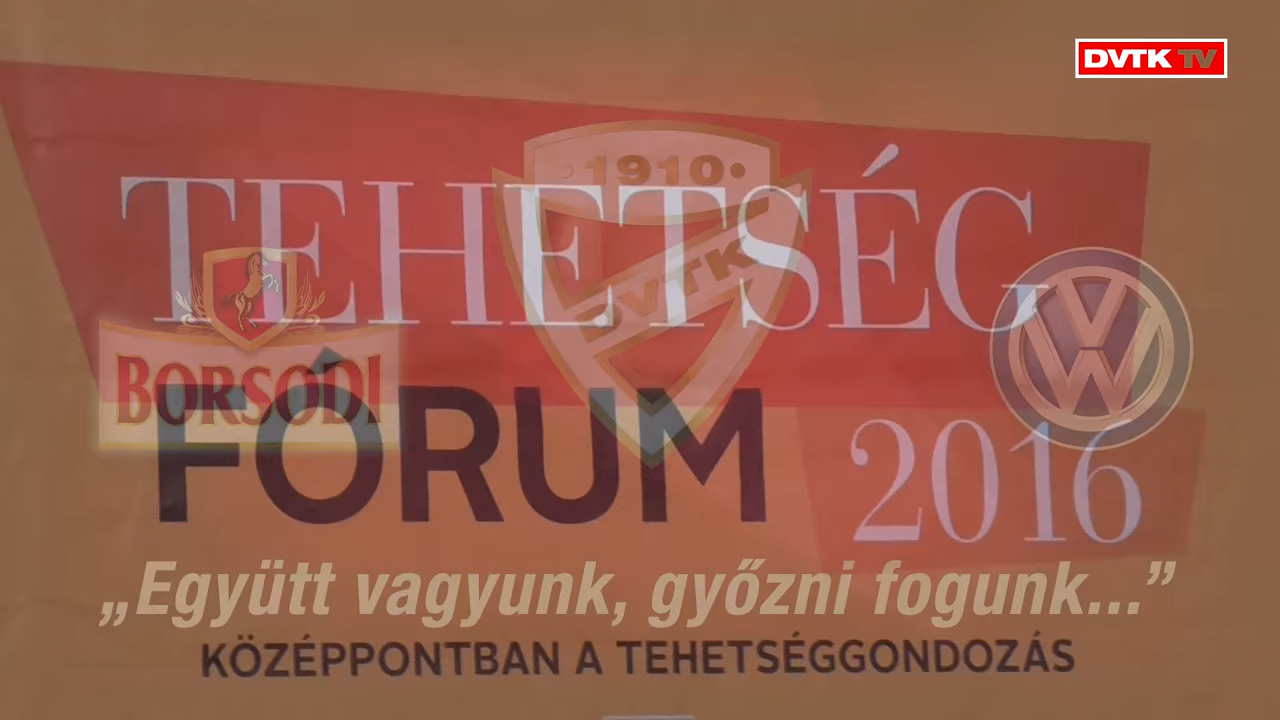 DVTK TV
1910
TEHETSÉG
DVTK
BORSODI
FÓRUM
2016
„Együtt vagyunk, győzni fogunk...”
KÖZÉPPONTBAN A TEHETSÉGGONDOZÁS